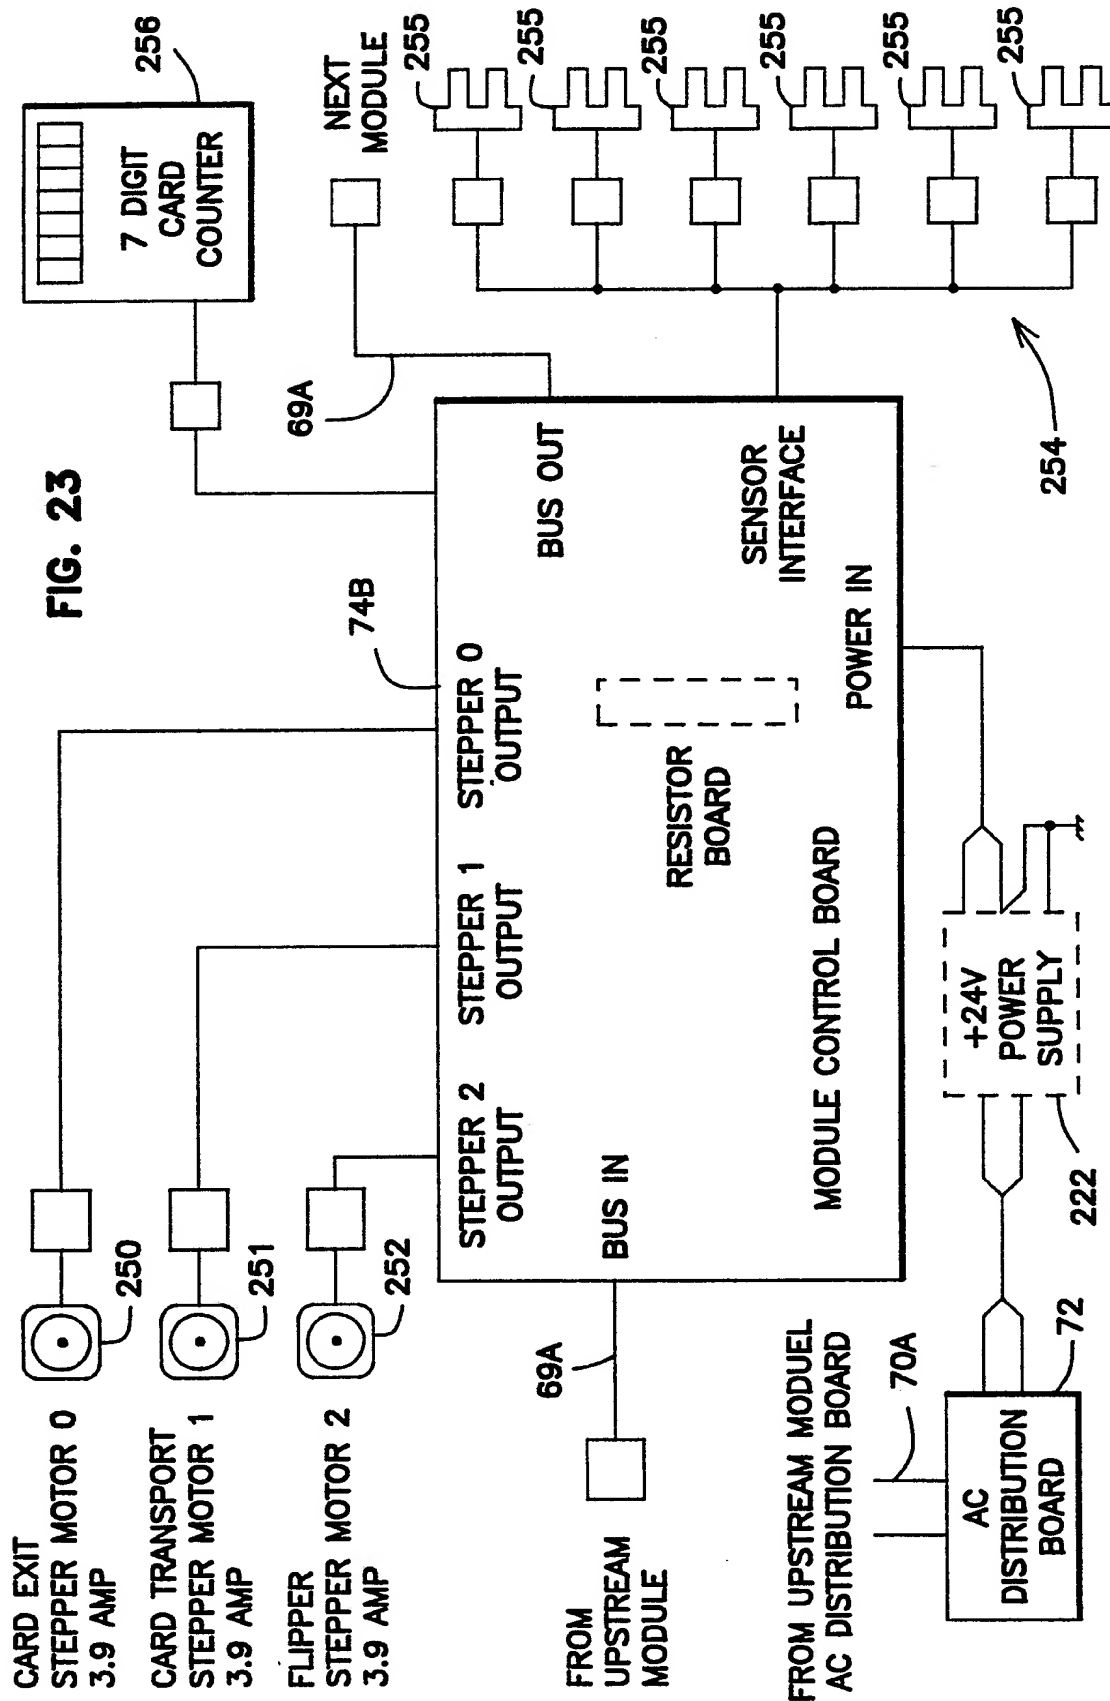 FIG. 23
CARD EXIT
STEPPER MOTOR 0
3.9 AMP
250
CARD TRANSPORT
STEPPER MOTOR 1
3.9 AMP
251
FLIPPER
STEPPER MOTOR 2
3.9 AMP
252
7 DIGIT
CARD
COUNTER
256
NEXT
MODULE
69A
74B
STEPPER 2
OUTPUT
STEPPER 1
OUTPUT
STEPPER 0
OUTPUT
BUS OUT
BUS IN
SENSOR
INTERFACE
RESISTOR
BOARD
POWER IN
MODULE CONTROL BOARD
255
255
255
255
255
255
254
FROM
UPSTREAM
MODULE
69A
FROM UPSTREAM MODUEL
AC DISTRIBUTION BOARD
70A
AC
DISTRIBUTION
BOARD
72
+24V
POWER
SUPPLY
222